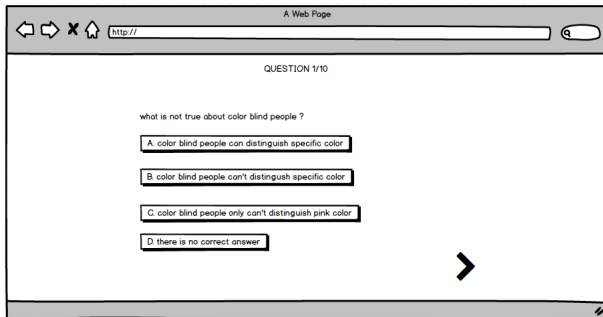 A Web Page
http://
QUESTION 1/10
what is not true about color blind people ?
A. color blind people can distinguish specific color
B. color blind people can't distingush specific color
C. color blind people only can't distinguish pink color
D. there is no correct answer